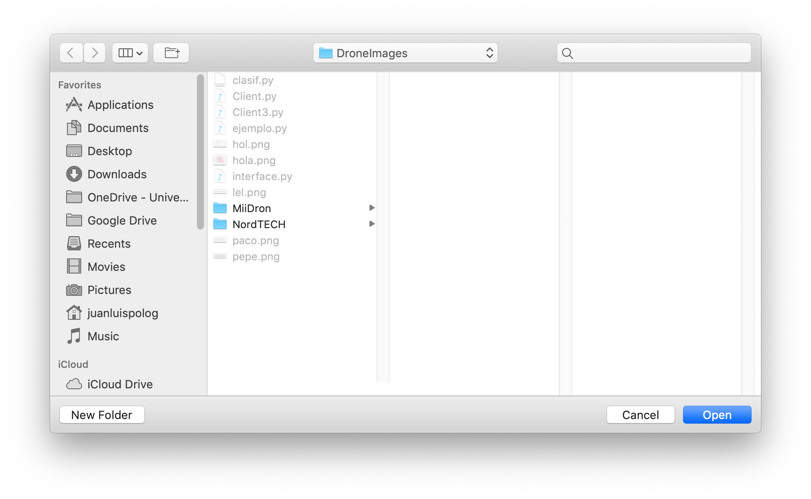 DroneImages
Favorites
Applications
Documents
Desktop
Downloads
OneDrive - Unive...
Google Drive
Recents
Movies
Pictures
juanluispolog
Music
iCloud
iCloud Drive
clasif.py
Client.py
Client3.py
ejemplo.py
hol.png
hola.png
interface.py
lel.png
MiiDron
NordTECH
paco.png
pepe.png
New Folder
Cancel
Open